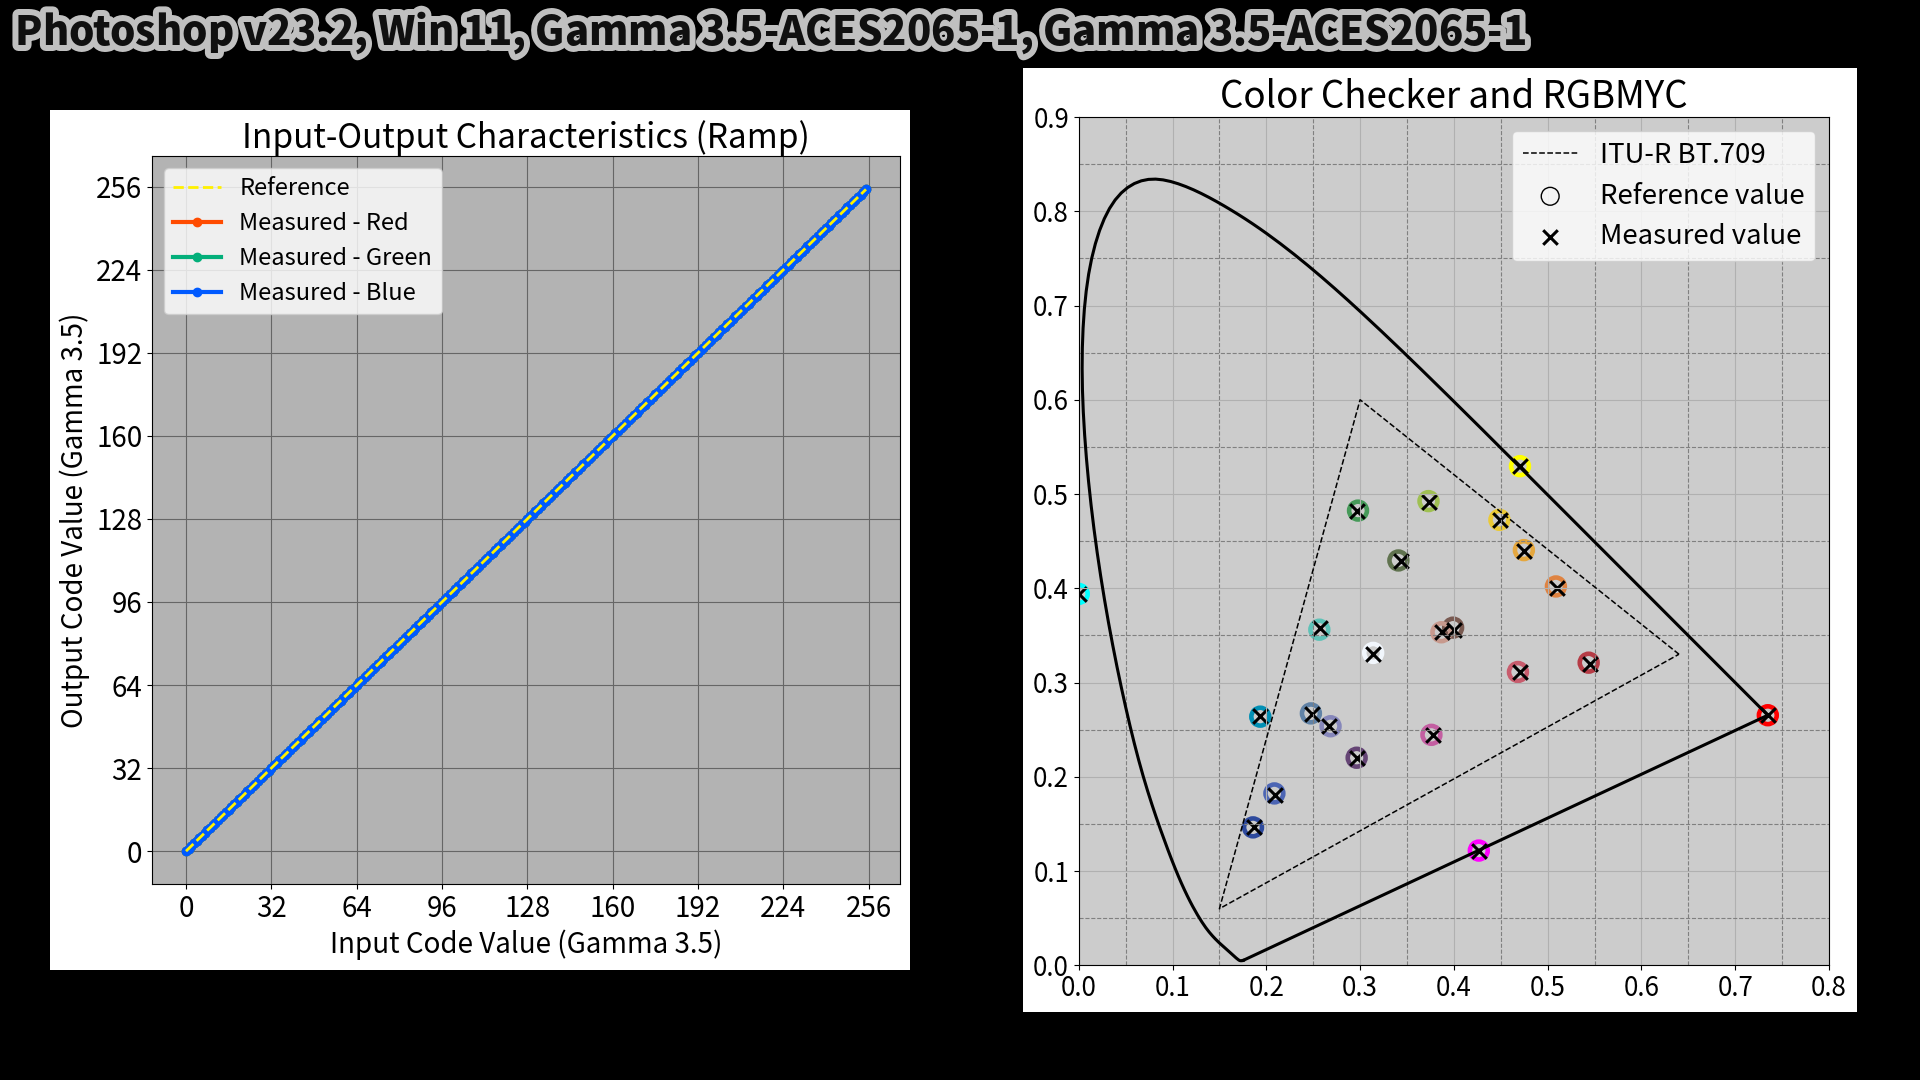 Photoshop v23.2, Win 11, Gamma 3.5-ACES2065-1, Gamma 3.5-ACES2065-1
Input-Output Characteristics (Ramp)
Reference
Measured - Red
Measured - Green
Measured - Blue
256
224
192
160
128
96
64
32
0
Output Code Value (Gamma 3.5)
0 32 64 96 128 160 192 224 256
Input Code Value (Gamma 3.5)
Color Checker and RGBMYC
ITU-R BT.709
Reference value
Measured value
0.9
0.8
0.7
0.6
0.5
0.4
0.3
0.2
0.1
0.0
0.0 0.1 0.2 0.3 0.4 0.5 0.6 0.7 0.8